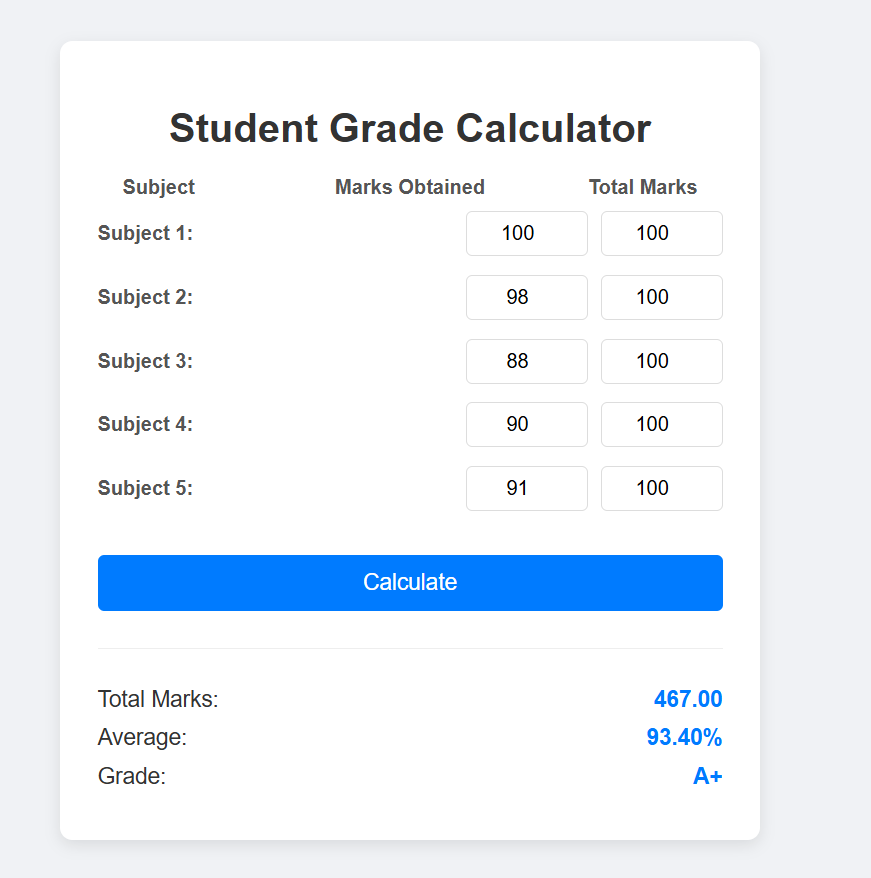 Student Grade Calculator
Subject Marks Obtained Total Marks
Subject 1: 100 100
Subject 2: 98 100
Subject 3: 88 100
Subject 4: 90 100
Subject 5: 91 100
Calculate
Total Marks: 467.00
Average: 93.40%
Grade: A+